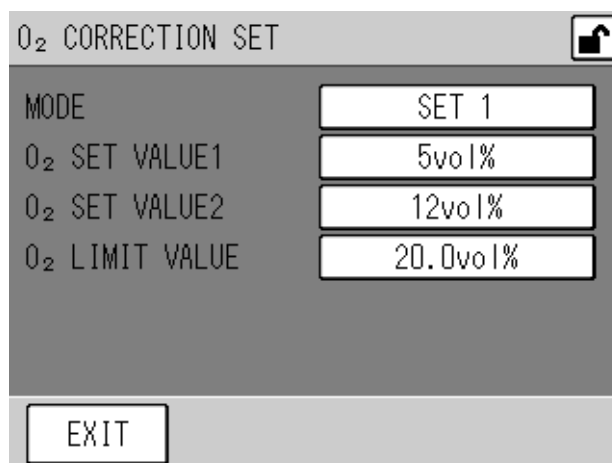 O₂ CORRECTION SET
MODE SET 1
O₂ SET VALUE1 5vol%
O₂ SET VALUE2 12vol%
O₂ LIMIT VALUE 20.0vol%
EXIT